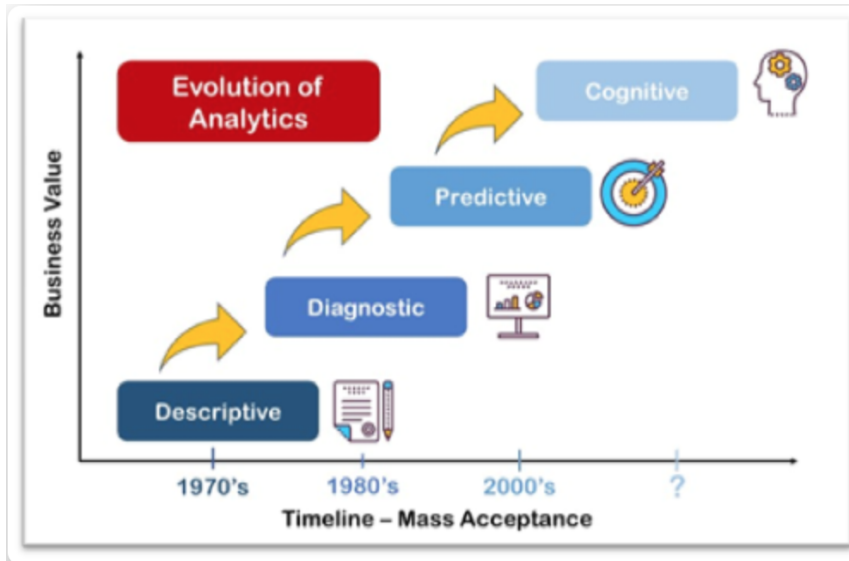 Evolution of
Analytics
Cognitive
Predictive
Diagnostic
Descriptive
Business Value
1970's
1980's
2000's
?
Timeline – Mass Acceptance